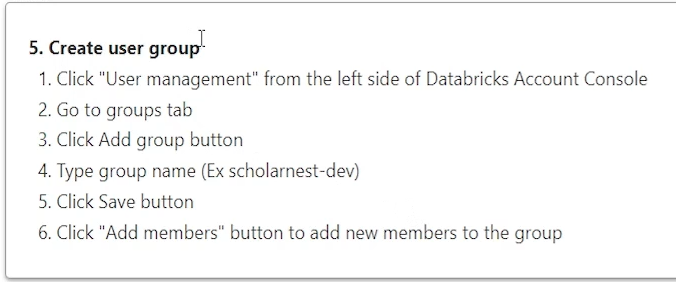 5. Create user group
1. Click "User management" from the left side of Databricks Account Console
2. Go to groups tab
3. Click Add group button
4. Type group name (Ex scholarnest-dev)
5. Click Save button
6. Click "Add members" button to add new members to the group